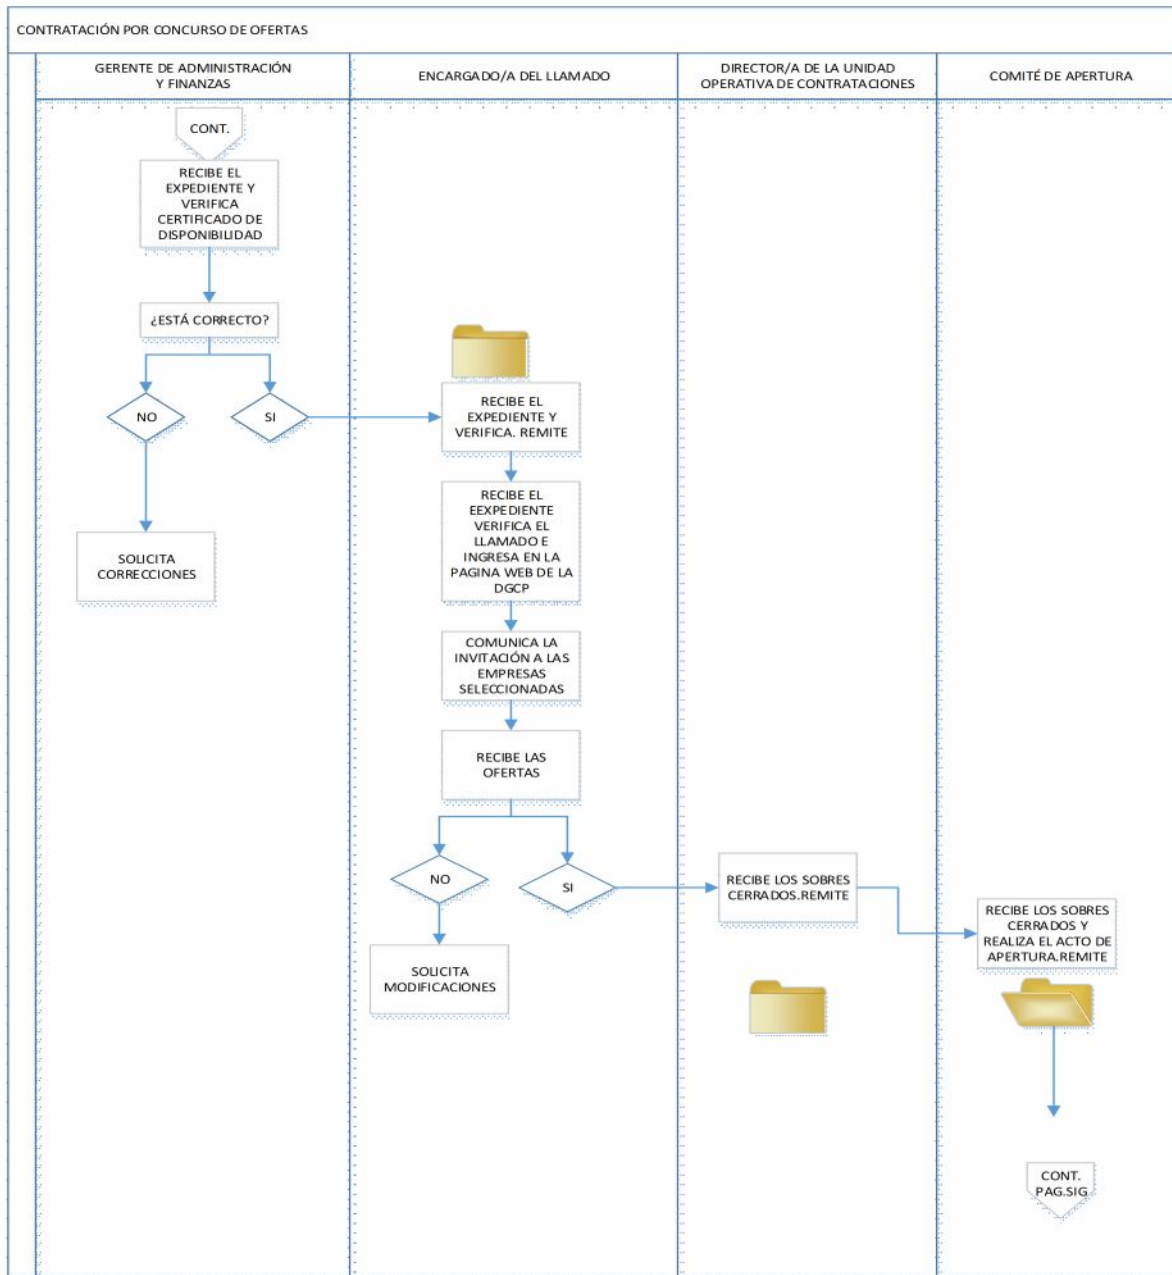 CONTRATACIÓN POR CONCURSO DE OFERTAS
GERENTE DE ADMINISTRACIÓN
Y FINANZAS
ENCARGADO/A DEL LLAMADO
DIRECTOR/A DE LA UNIDAD
OPERATIVA DE CONTRATACIONES
COMITÉ DE APERTURA
CONT.
RECIBE EL
EXPEDIENTE Y
VERIFICA
CERTIFICADO DE
DISPONIBILIDAD
¿ESTÁ CORRECTO?
NO
SI
SOLICITA
CORRECCIONES
RECIBE EL
EXPEDIENTE Y
VERIFICA. REMITE
RECIBE EL
EEXPEDIENTE
VERIFICA EL
LLAMADO E
INGRESA EN LA
PAGINA WEB DE LA
DGCP
COMUNICA LA
INVITACIÓN A LAS
EMPRESAS
SELECCIONADAS
RECIBE LAS
OFERTAS
NO
SI
SOLICITA
MODIFICACIONES
RECIBE LOS SOBRES
CERRADOS.REMITE
RECIBE LOS SOBRES
CERRADOS Y
REALIZA EL ACTO DE
APERTURA.REMITE
CONT.
PAG.SIG